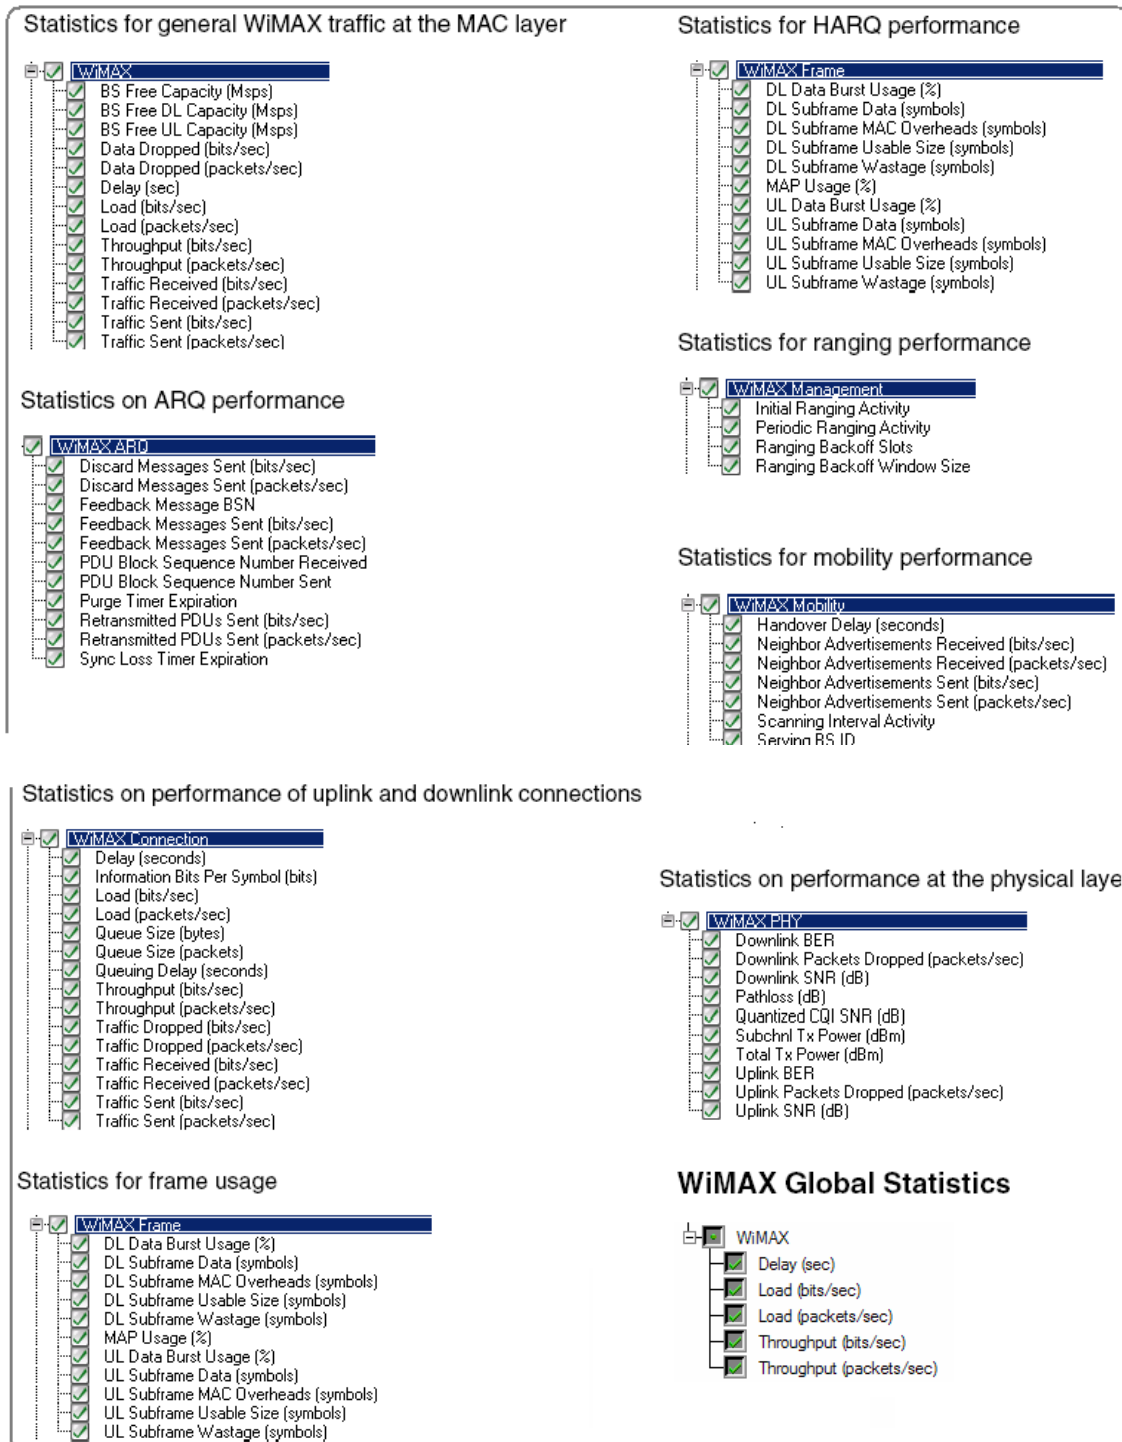 Statistics for general WiMAX traffic at the MAC layer
WiMAX
BS Free Capacity (Msps)
BS Free DL Capacity (Msps)
BS Free UL Capacity (Msps)
Data Dropped (bits/sec)
Data Dropped (packets/sec)
Delay (sec)
Load (bits/sec)
Load (packets/sec)
Throughput (bits/sec)
Throughput (packets/sec)
Traffic Received (bits/sec)
Traffic Received (packets/sec)
Traffic Sent (bits/sec)
Traffic Sent (packets/sec)
Statistics on ARQ performance
WiMAX ARQ
Discard Messages Sent (bits/sec)
Discard Messages Sent (packets/sec)
Feedback Message BSN
Feedback Messages Sent (bits/sec)
Feedback Messages Sent (packets/sec)
PDU Block Sequence Number Received
PDU Block Sequence Number Sent
Purge Timer Expiration
Retransmitted PDUs Sent (bits/sec)
Retransmitted PDUs Sent (packets/sec)
Sync Loss Timer Expiration
Statistics for HARQ performance
WiMAX Frame
DL Data Burst Usage (%)
DL Subframe Data (symbols)
DL Subframe MAC Overheads (symbols)
DL Subframe Usable Size (symbols)
DL Subframe Wastage (symbols)
MAP Usage (%)
UL Data Burst Usage (%)
UL Subframe Data (symbols)
UL Subframe MAC Overheads (symbols)
UL Subframe Usable Size (symbols)
UL Subframe Wastage (symbols)
Statistics for ranging performance
WiMAX Management
Initial Ranging Activity
Periodic Ranging Activity
Ranging Backoff Slots
Ranging Backoff Window Size
Statistics for mobility performance
WiMAX Mobility
Handover Delay (seconds)
Neighbor Advertisements Received (bits/sec)
Neighbor Advertisements Received (packets/sec)
Neighbor Advertisements Sent (bits/sec)
Neighbor Advertisements Sent (packets/sec)
Scanning Interval Activity
Serving BS ID
Statistics on performance of uplink and downlink connections
WiMAX Connection
Delay (seconds)
Information Bits Per Symbol (bits)
Load (bits/sec)
Load (packets/sec)
Queue Size (bytes)
Queue Size (packets)
Queuing Delay (seconds)
Throughput (bits/sec)
Throughput (packets/sec)
Traffic Dropped (bits/sec)
Traffic Dropped (packets/sec)
Traffic Received (bits/sec)
Traffic Received (packets/sec)
Traffic Sent (bits/sec)
Traffic Sent (packets/sec)
Statistics for frame usage
WiMAX Frame
DL Data Burst Usage (%)
DL Subframe Data (symbols)
DL Subframe MAC Overheads (symbols)
DL Subframe Usable Size (symbols)
DL Subframe Wastage (symbols)
MAP Usage (%)
UL Data Burst Usage (%)
UL Subframe Data (symbols)
UL Subframe MAC Overheads (symbols)
UL Subframe Usable Size (symbols)
UL Subframe Wastage (symbols)
Statistics on performance at the physical laye
WiMAX PHY
Downlink BER
Downlink Packets Dropped (packets/sec)
Downlink SNR (dB)
Pathloss (dB)
Quantized CQI SNR (dB)
Subchnl Tx Power (dBm)
Total Tx Power (dBm)
Uplink BER
Uplink Packets Dropped (packets/sec)
Uplink SNR (dB)
WiMAX Global Statistics
WiMAX
Delay (sec)
Load (bits/sec)
Load (packets/sec)
Throughput (bits/sec)
Throughput (packets/sec)